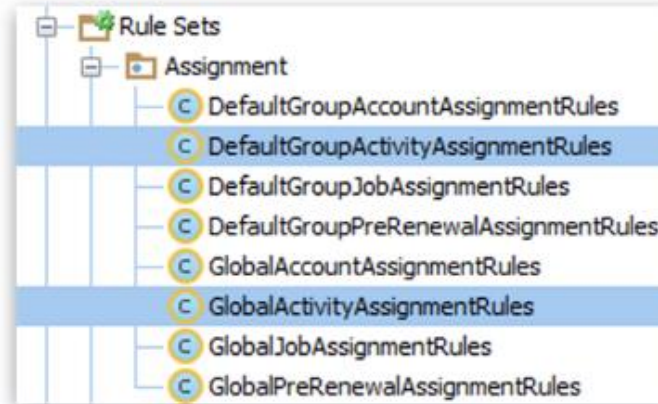 Rule Sets
Assignment
C DefaultGroupAccountAssignmentRules
C DefaultGroupActivityAssignmentRules
C DefaultGroupJobAssignmentRules
C DefaultGroupPreRenewalAssignmentRules
C GlobalAccountAssignmentRules
C GlobalActivityAssignmentRules
C GlobalJobAssignmentRules
C GlobalPreRenewalAssignmentRules